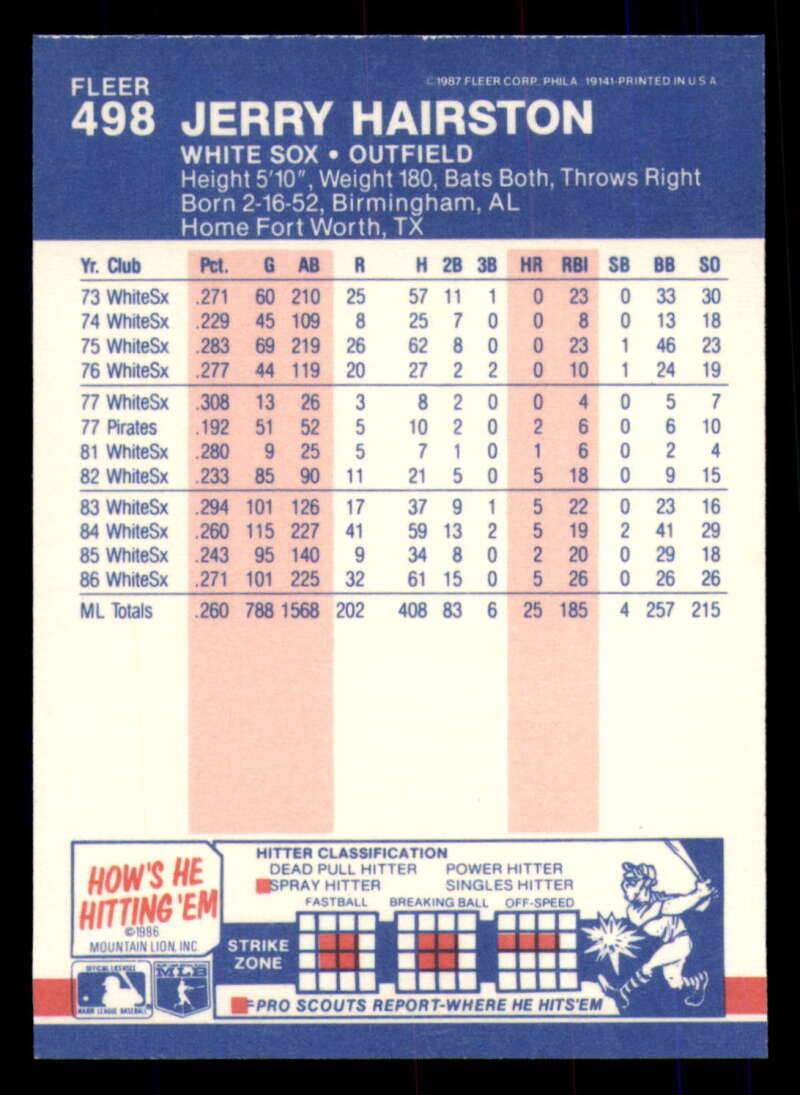 FLEER
498 JERRY HAIRSTON
©1987 FLEER CORP. PHILA. 19141-PRINTED IN U S A
WHITE SOX • OUTFIELD
Height 5'10", Weight 180, Bats Both, Throws Right
Born 2-16-52, Birmingham, AL
Home Fort Worth, TX
Yr. Club Pct. G AB R H 2B 3B HR RBI SB BB SO
73 WhiteSx .271 60 210 25 57 11 1 0 23 0 33 30
74 WhiteSx .229 45 109 8 25 7 0 0 8 0 13 18
75 WhiteSx .283 69 219 26 62 8 0 0 23 1 46 23
76 WhiteSx .277 44 119 20 27 2 2 0 10 1 24 19
77 WhiteSx .308 13 26 3 8 2 0 0 4 0 5 7
77 Pirates .192 51 52 5 10 2 0 2 6 0 6 10
81 WhiteSx .280 9 25 5 7 1 0 1 6 0 2 4
82 WhiteSx .233 85 90 11 21 5 0 5 18 0 9 15
83 WhiteSx .294 101 126 17 37 9 1 5 22 0 23 16
84 WhiteSx .260 115 227 41 59 13 2 5 19 2 41 29
85 WhiteSx .243 95 140 9 34 8 0 2 20 0 29 18
86 WhiteSx .271 101 225 32 61 15 0 5 26 0 26 26
ML Totals .260 788 1568 202 408 83 6 25 185 4 257 215
HOW'S HE
HITTING 'EM
©1986
MOUNTAIN LION, INC.
HITTER CLASSIFICATION
DEAD PULL HITTER POWER HITTER
SPRAY HITTER SINGLES HITTER
FASTBALL BREAKING BALL OFF-SPEED
STRIKE
ZONE
OFFICIAL LICENSEE
MAJOR LEAGUE BASEBALL
MLB
=PRO SCOUTS REPORT-WHERE HE HITS'EM